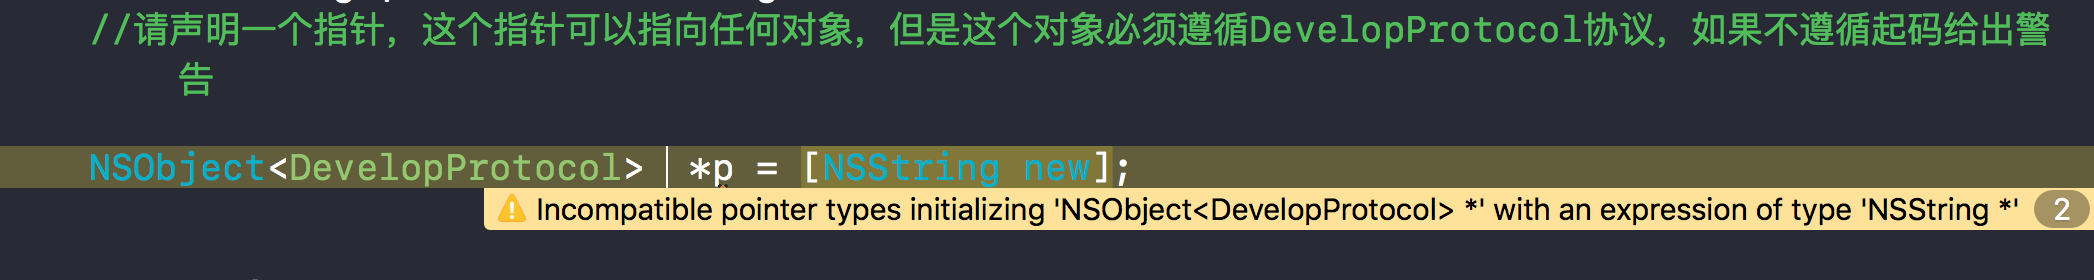 //请声明一个指针，这个指针可以指向任何对象，但是这个对象必须遵循DevelopProtocol协议，如果不遵循起码给出警
告
NSObject<DevelopProtocol> *p = [NSString new];
Incompatible pointer types initializing 'NSObject<DevelopProtocol> *' with an expression of type 'NSString *' 2